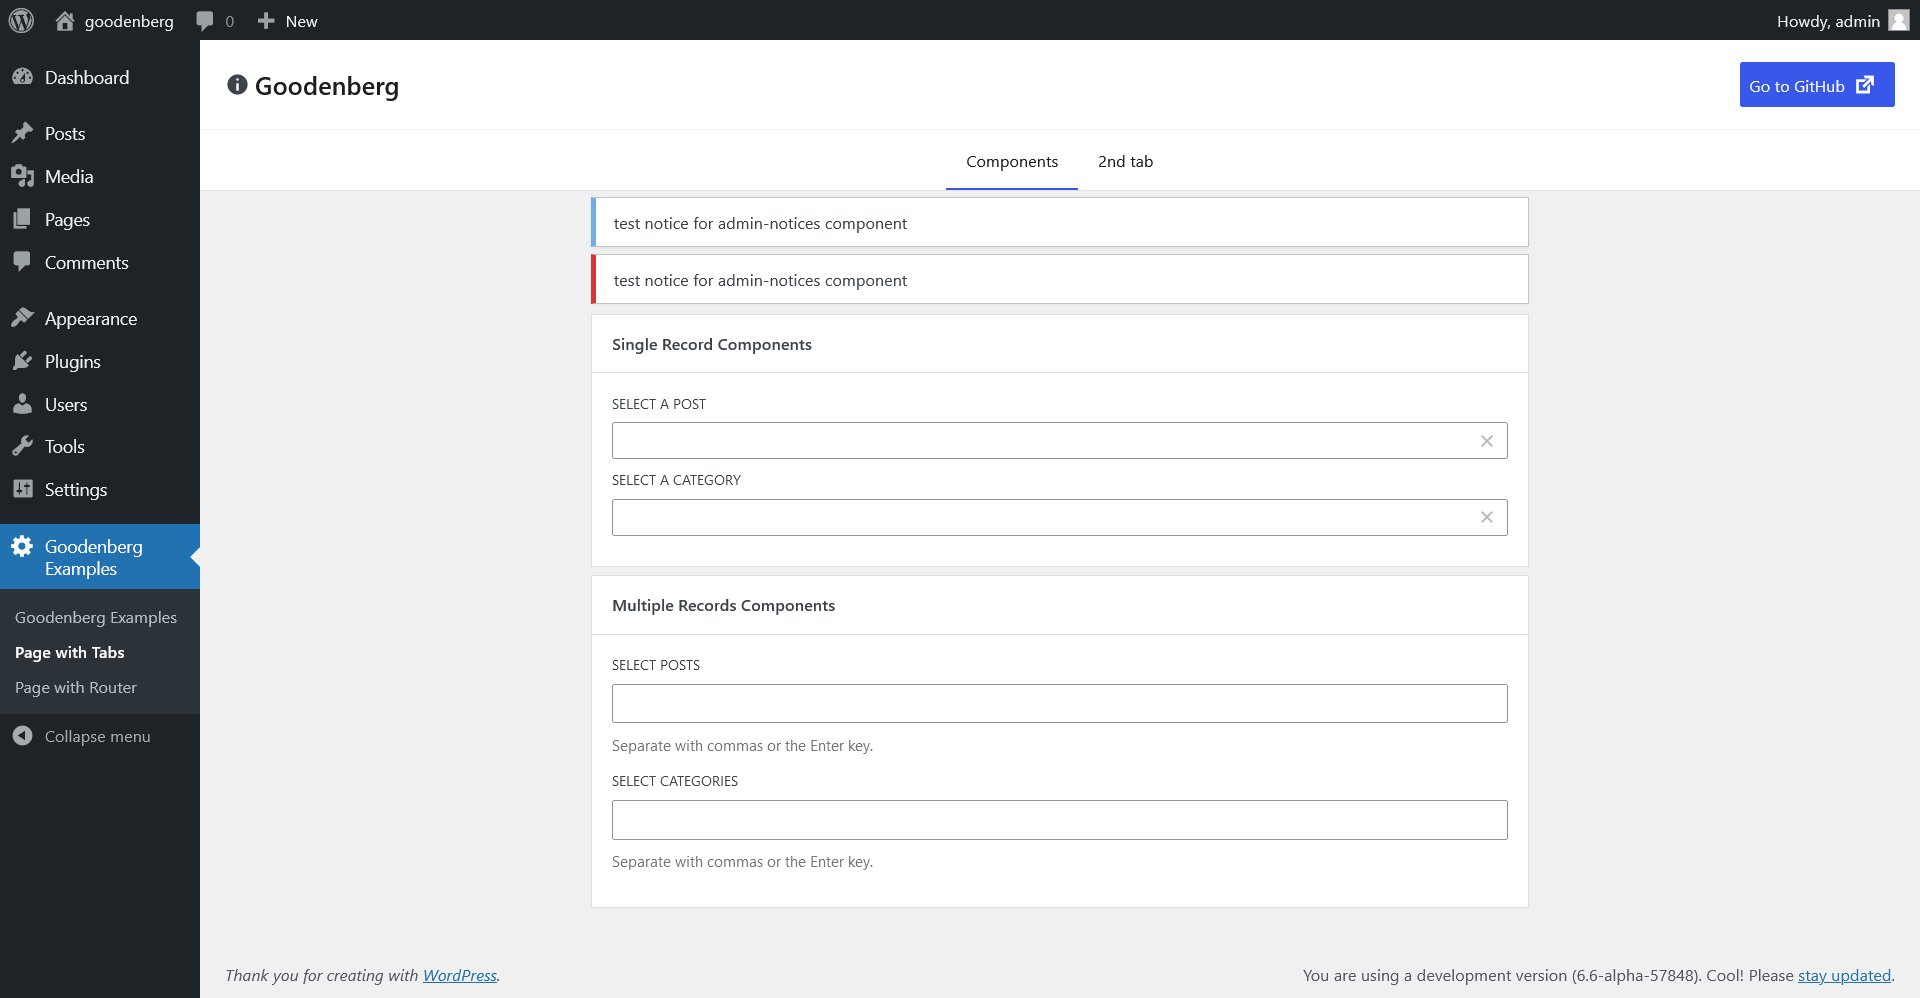 goodenberg
0
New
Howdy, admin
Dashboard
Posts
Media
Pages
Comments
Appearance
Plugins
Users
Tools
Settings
Goodenberg
Examples
Goodenberg Examples
Page with Tabs
Page with Router
Collapse menu
Goodenberg
Go to GitHub
Components
2nd tab
test notice for admin-notices component
test notice for admin-notices component
Single Record Components
SELECT A POST
SELECT A CATEGORY
Multiple Records Components
SELECT POSTS
Separate with commas or the Enter key.
SELECT CATEGORIES
Separate with commas or the Enter key.
Thank you for creating with WordPress.
You are using a development version (6.6-alpha-57848). Cool! Please stay updated.